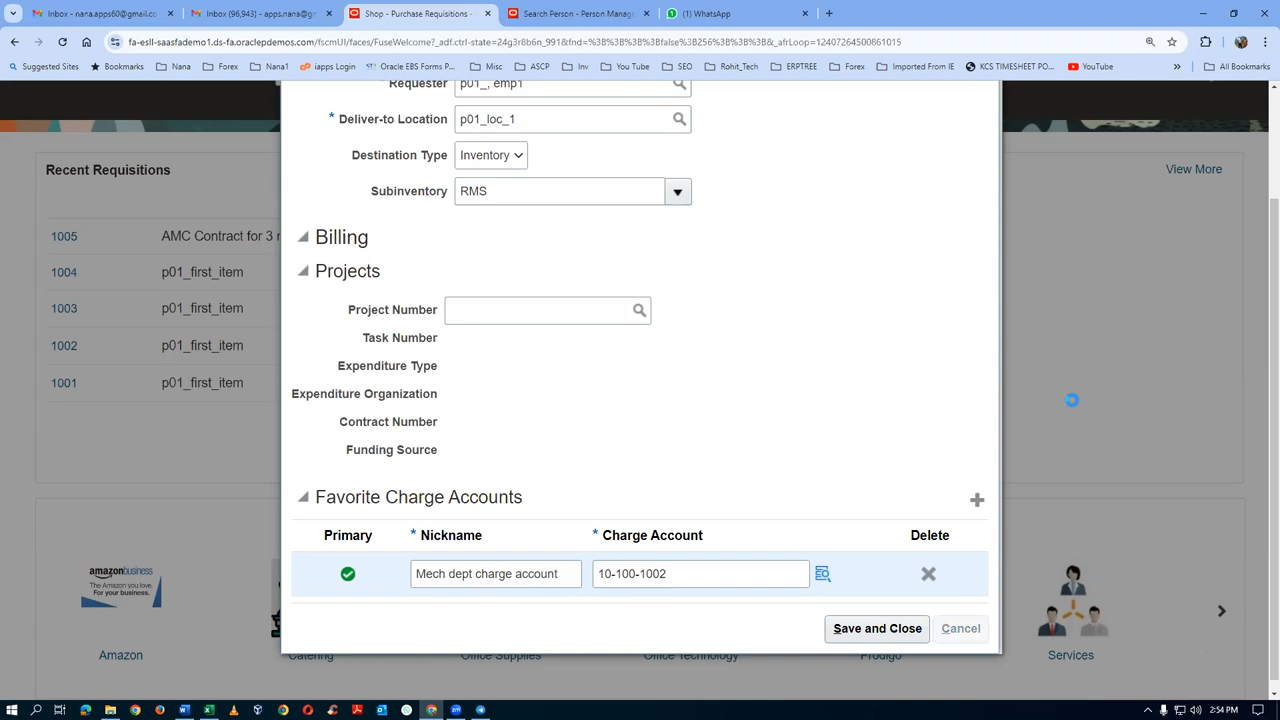 Inbox - nana.apps60@gmail.co
Inbox (96,943) - apps.nana@gm
Shop - Purchase Requisitions -
Search Person - Person Manage
(1) WhatsApp
fa-esll-saasfademo1.ds-fa.oraclepdemos.com/fscmUI/faces/FuseWelcome?_adf.ctrl-state=24g3r8b6n_991&fnd=%3B%3B%3B%3Bfalse%3B256%3B%3B%3B&_afrLoop=12407264500861015
Suggested Sites
Bookmarks
Nana
Forex
Nana1
iapps Login
Oracle EBS Forms P...
Misc
ASCP
Inv
You Tube
SEO
Rohit_Tech
ERPTREE
Forex
Imported From IE
KCS TIMESHEET PO...
YouTube
»
All Bookmarks
Requester p01_, emp1
* Deliver-to Location p01_loc_1
Destination Type Inventory
Subinventory RMS
Recent Requisitions
View More
1005 AMC Contract for 3
1004 p01_first_item
1003 p01_first_item
1002 p01_first_item
1001 p01_first_item
Billing
Projects
Project Number
Task Number
Expenditure Type
Expenditure Organization
Contract Number
Funding Source
Favorite Charge Accounts
Primary * Nickname * Charge Account Delete
Mech dept charge account 10-100-1002
Save and Close Cancel
amazonbusiness
The Amazon you love,
For your business.
Amazon
Catering
Office Supplies
Office Technology
Prodigo
Services
2:54 PM